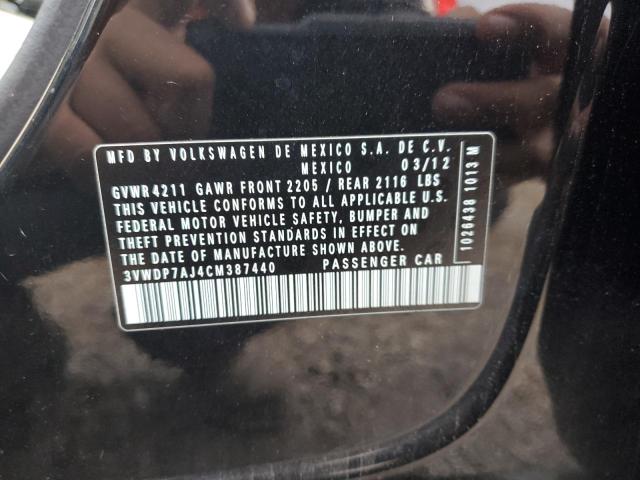 MFD BY VOLKSWAGEN DE MEXICO S.A. DE C.V.
MEXICO 03/12
GVWR 4211 GAWR FRONT 2205 / REAR 2116 LBS
THIS VEHICLE CONFORMS TO ALL APPLICABLE U.S.
FEDERAL MOTOR VEHICLE SAFETY, BUMPER AND
THEFT PREVENTION STANDARDS IN EFFECT ON
THE DATE OF MANUFACTURE SHOWN ABOVE.
3VWDP7AJ4CM387440 PASSENGER CAR
1026438 1013 M